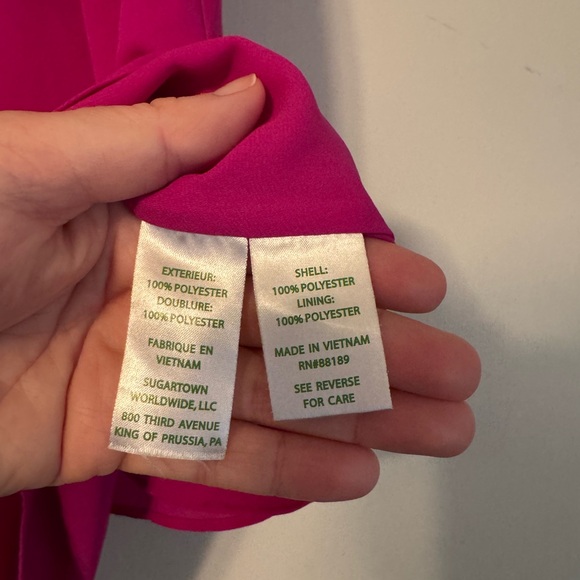 EXTERIEUR:
100% POLYESTER
DOUBLURE:
100% POLYESTER
FABRIQUE EN
VIETNAM
SUGARTOWN
WORLDWIDE, LLC
800 THIRD AVENUE
KING OF PRUSSIA, PA
SHELL:
100% POLYESTER
LINING:
100% POLYESTER
MADE IN VIETNAM
RN#88189
SEE REVERSE
FOR CARE